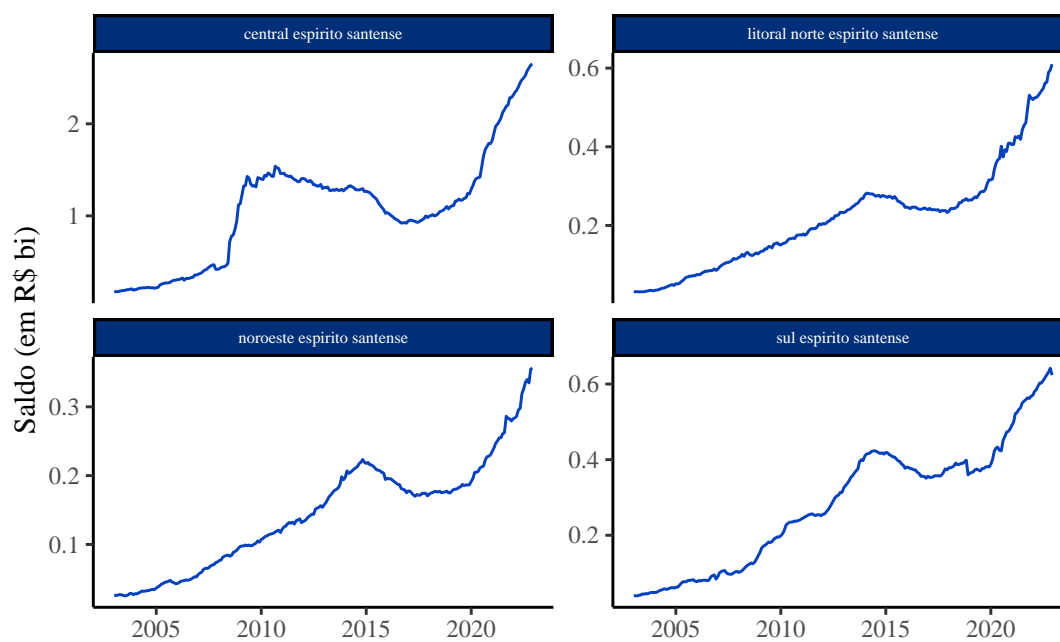 central espirito santense
litoral norte espirito santense
2
1
0.6
0.4
0.2
Saldo (em R$ bi)
noroeste espirito santense
sul espirito santense
0.3
0.2
0.1
0.6
0.4
0.2
2005 2010 2015 2020
2005 2010 2015 2020